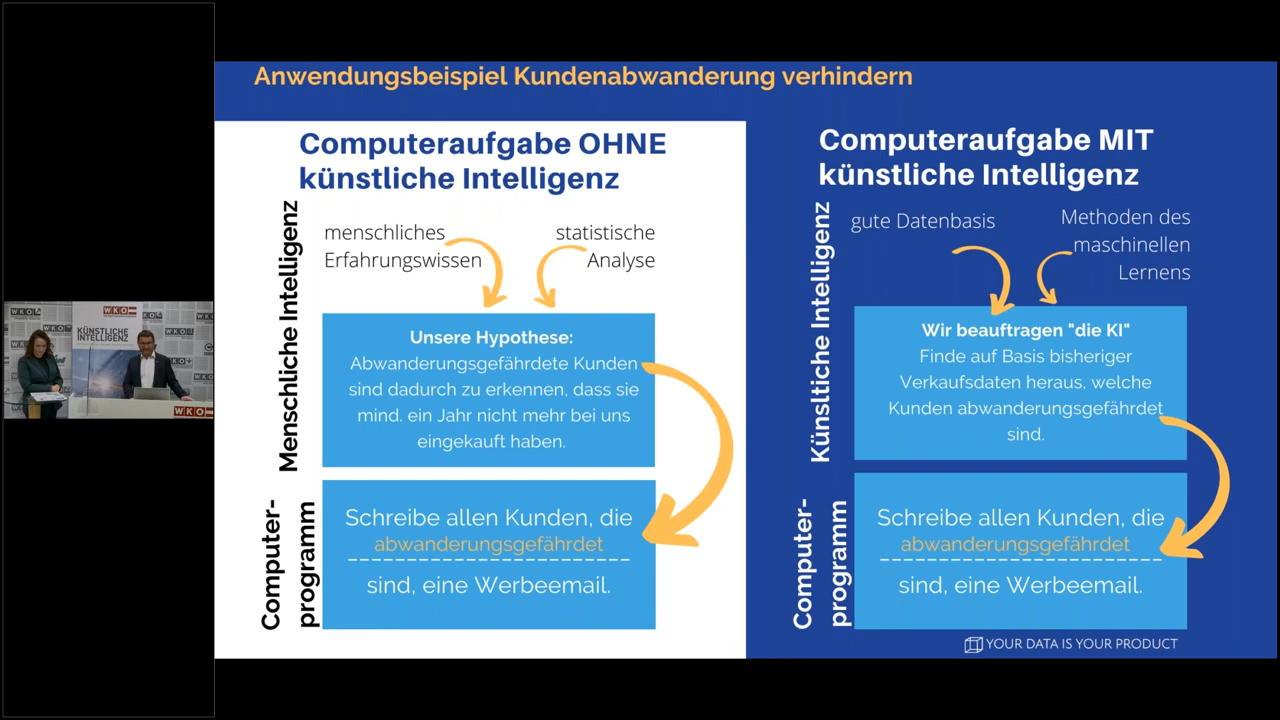 Anwendungsbeispiel Kundenabwanderung verhindern
Computeraufgabe OHNE
künstliche Intelligenz
Menschliche Intelligenz
menschliches
Erfahrungswissen
statistische
Analyse
Unsere Hypothese:
Abwanderungsgefährdete Kunden
sind dadurch zu erkennen, dass sie
mind. ein Jahr nicht mehr bei uns
eingekauft haben.
Computer-
programm
Schreibe allen Kunden, die
abwanderungsgefährdet
sind, eine Werbeemail.
Computeraufgabe MIT
künstliche Intelligenz
Künsltiche Intelligenz
gute Datenbasis
Methoden des
maschinellen
Lernens
Wir beauftragen "die KI"
Finde auf Basis bisheriger
Verkaufsdaten heraus, welche
Kunden abwanderungsgefährdet
sind.
Computer-
programm
Schreibe allen Kunden, die
abwanderungsgefährdet
sind, eine Werbeemail.
YOUR DATA IS YOUR PRODUCT
WKO
WKO
KÜNSTLICHE
INTELLIGENZ
WKO
WKO